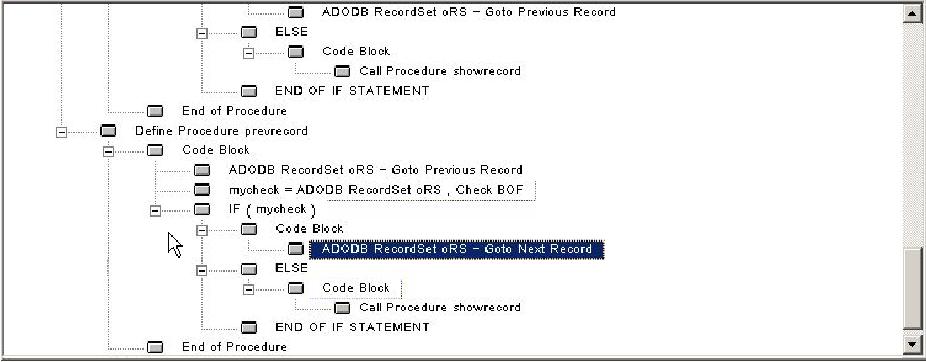 ADODB RecordSet oRS - Goto Previous Record
ELSE
Code Block
Call Procedure showrecord
END OF IF STATEMENT
End of Procedure
Define Procedure prevrecord
Code Block
ADODB RecordSet oRS - Goto Previous Record
mycheck = ADODB RecordSet oRS , Check BOF
IF ( mycheck )
Code Block
ADODB RecordSet oRS - Goto Next Record
ELSE
Code Block
Call Procedure showrecord
END OF IF STATEMENT
End of Procedure